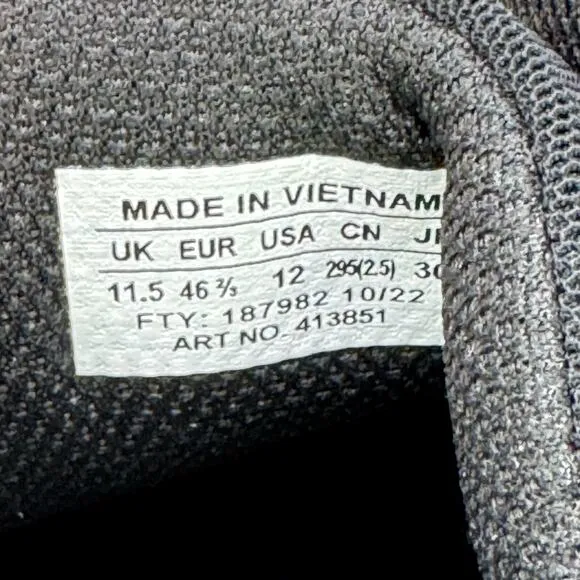 MADE IN VIETNAM
UK EUR USA CN
11.5 46 ⅔ 12 295(2.5)
FTY: 187982 10/22
ART NO. 413851